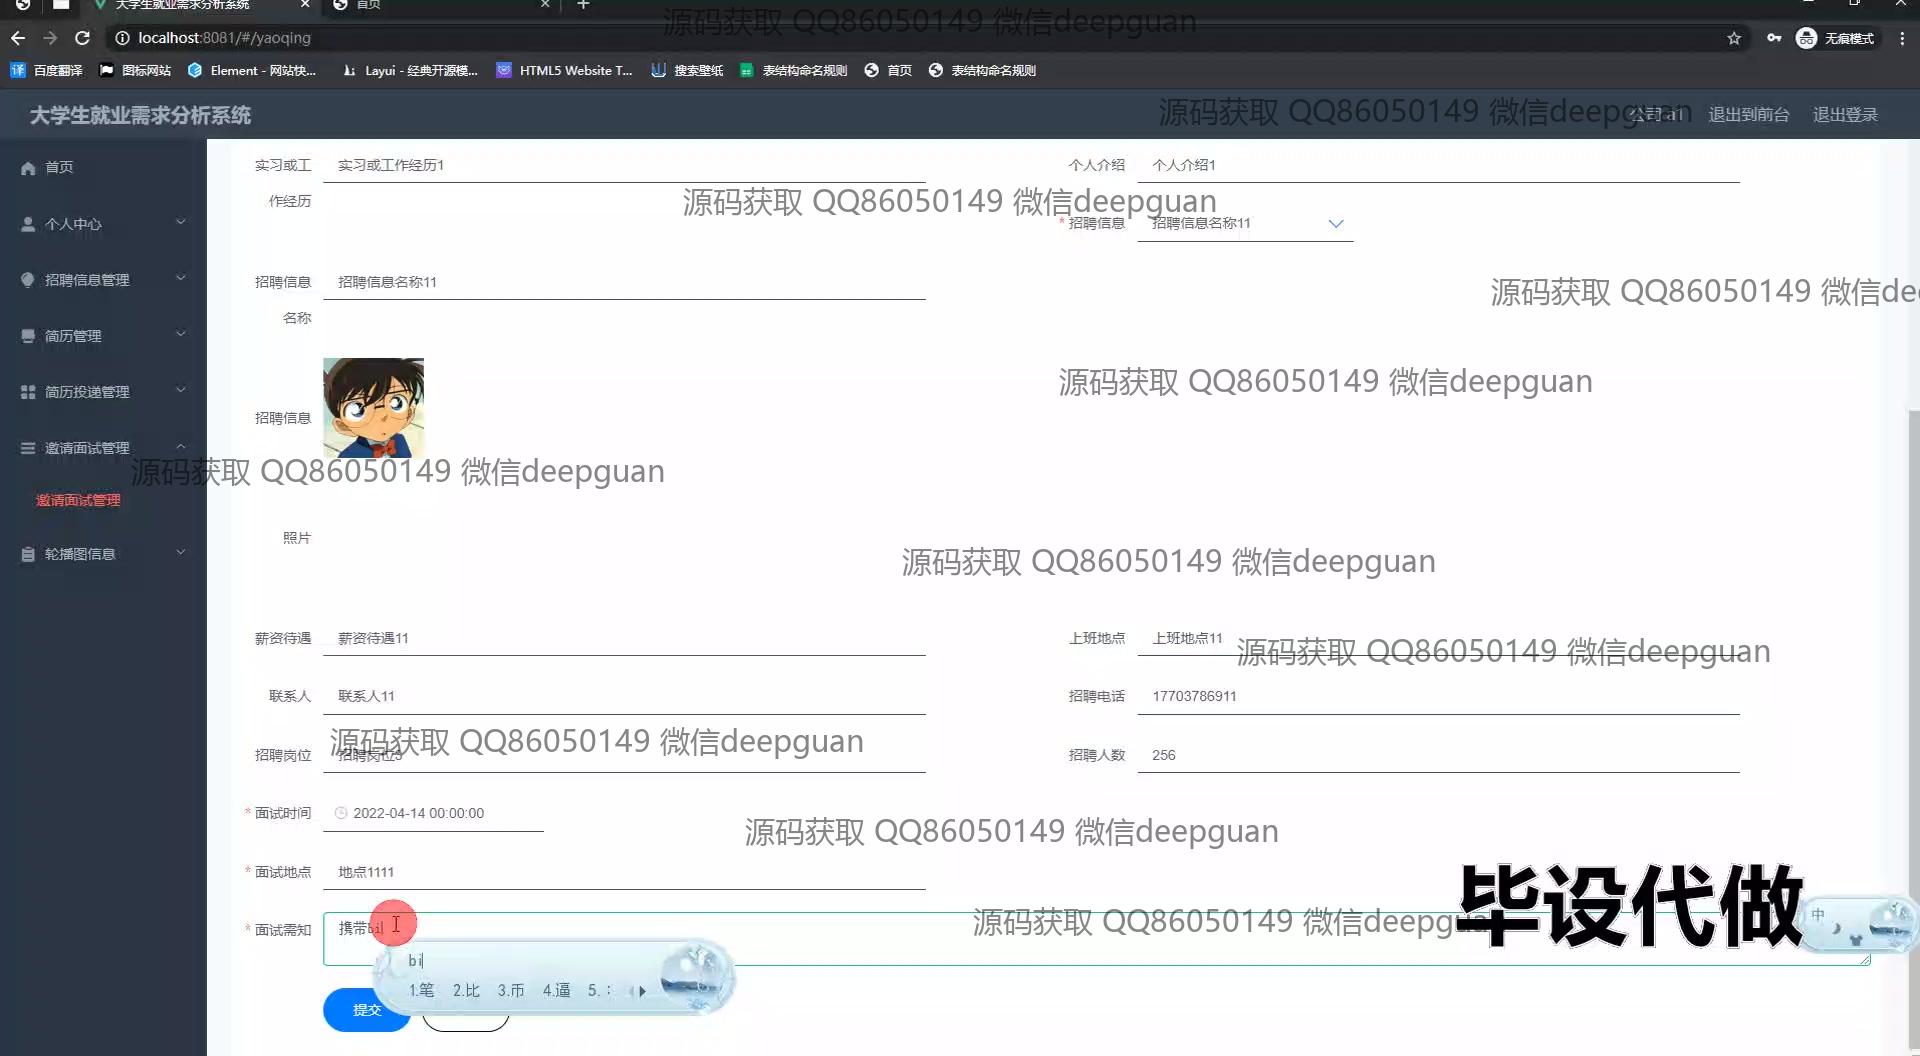 大学生就业需求分析系统
首页
localhost:8081/#/yaoqing
无痕模式
百度翻译
图标网站
Element - 网站快...
Layui - 经典开源模...
HTML5 Website T...
搜索壁纸
表结构命名规则
首页
表结构命名规则
源码获取 QQ86050149 微信deepguan
大学生就业需求分析系统
退出到前台
退出登录
源码获取 QQ86050149 微信deepguan
首页
个人中心
招聘信息管理
简历管理
简历投递管理
邀请面试管理
邀请面试管理
轮播图信息
实习或工作经历
实习或工作经历1
个人介绍
个人介绍1
源码获取 QQ86050149 微信deepguan
* 招聘信息
招聘信息名称11
招聘信息名称
招聘信息名称11
源码获取 QQ86050149 微信de
源码获取 QQ86050149 微信deepguan
招聘信息照片
源码获取 QQ86050149 微信deepguan
源码获取 QQ86050149 微信deepguan
薪资待遇
薪资待遇11
上班地点
上班地点11
源码获取 QQ86050149 微信deepguan
联系人
联系人11
招聘电话
17703786911
源码获取 QQ86050149 微信deepguan
招聘岗位
招聘岗位3
招聘人数
256
* 面试时间
2022-04-14 00:00:00
源码获取 QQ86050149 微信deepguan
* 面试地点
地点1111
毕设代做
中
* 面试需知
携带bi
源码获取 QQ86050149 微信deepgu
bi
1.笔 2.比 3.币 4.逼 5.
提交